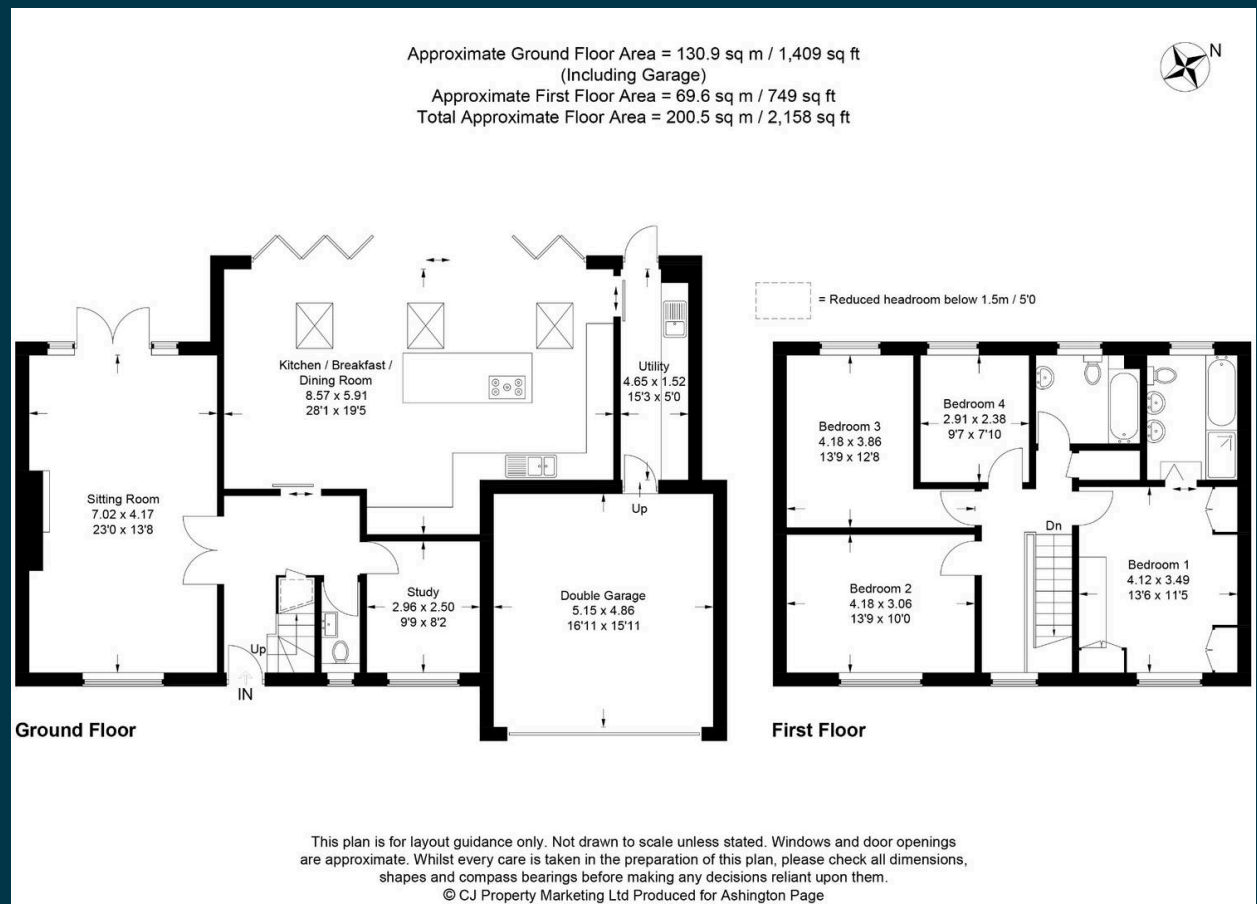 Approximate Ground Floor Area = 130.9 sq m / 1,409 sq ft
(Including Garage)
Approximate First Floor Area = 69.6 sq m / 749 sq ft
Total Approximate Floor Area = 200.5 sq m / 2,158 sq ft
N
= Reduced headroom below 1.5m / 5'0
Kitchen / Breakfast /
Dining Room
8.57 x 5.91
28'1 x 19'5
Utility
4.65 x 1.52
15'3 x 5'0
Sitting Room
7.02 x 4.17
23'0 x 13'8
Up
Study
2.96 x 2.50
9'9 x 8'2
Double Garage
5.15 x 4.86
16'11 x 15'11
Up
IN
Ground Floor
Bedroom 3
4.18 x 3.86
13'9 x 12'8
Bedroom 4
2.91 x 2.38
9'7 x 7'10
Dn
Bedroom 1
4.12 x 3.49
13'6 x 11'5
Bedroom 2
4.18 x 3.06
13'9 x 10'0
First Floor
This plan is for layout guidance only. Not drawn to scale unless stated. Windows and door openings
are approximate. Whilst every care is taken in the preparation of this plan, please check all dimensions,
shapes and compass bearings before making any decisions reliant upon them.
© CJ Property Marketing Ltd Produced for Ashington Page